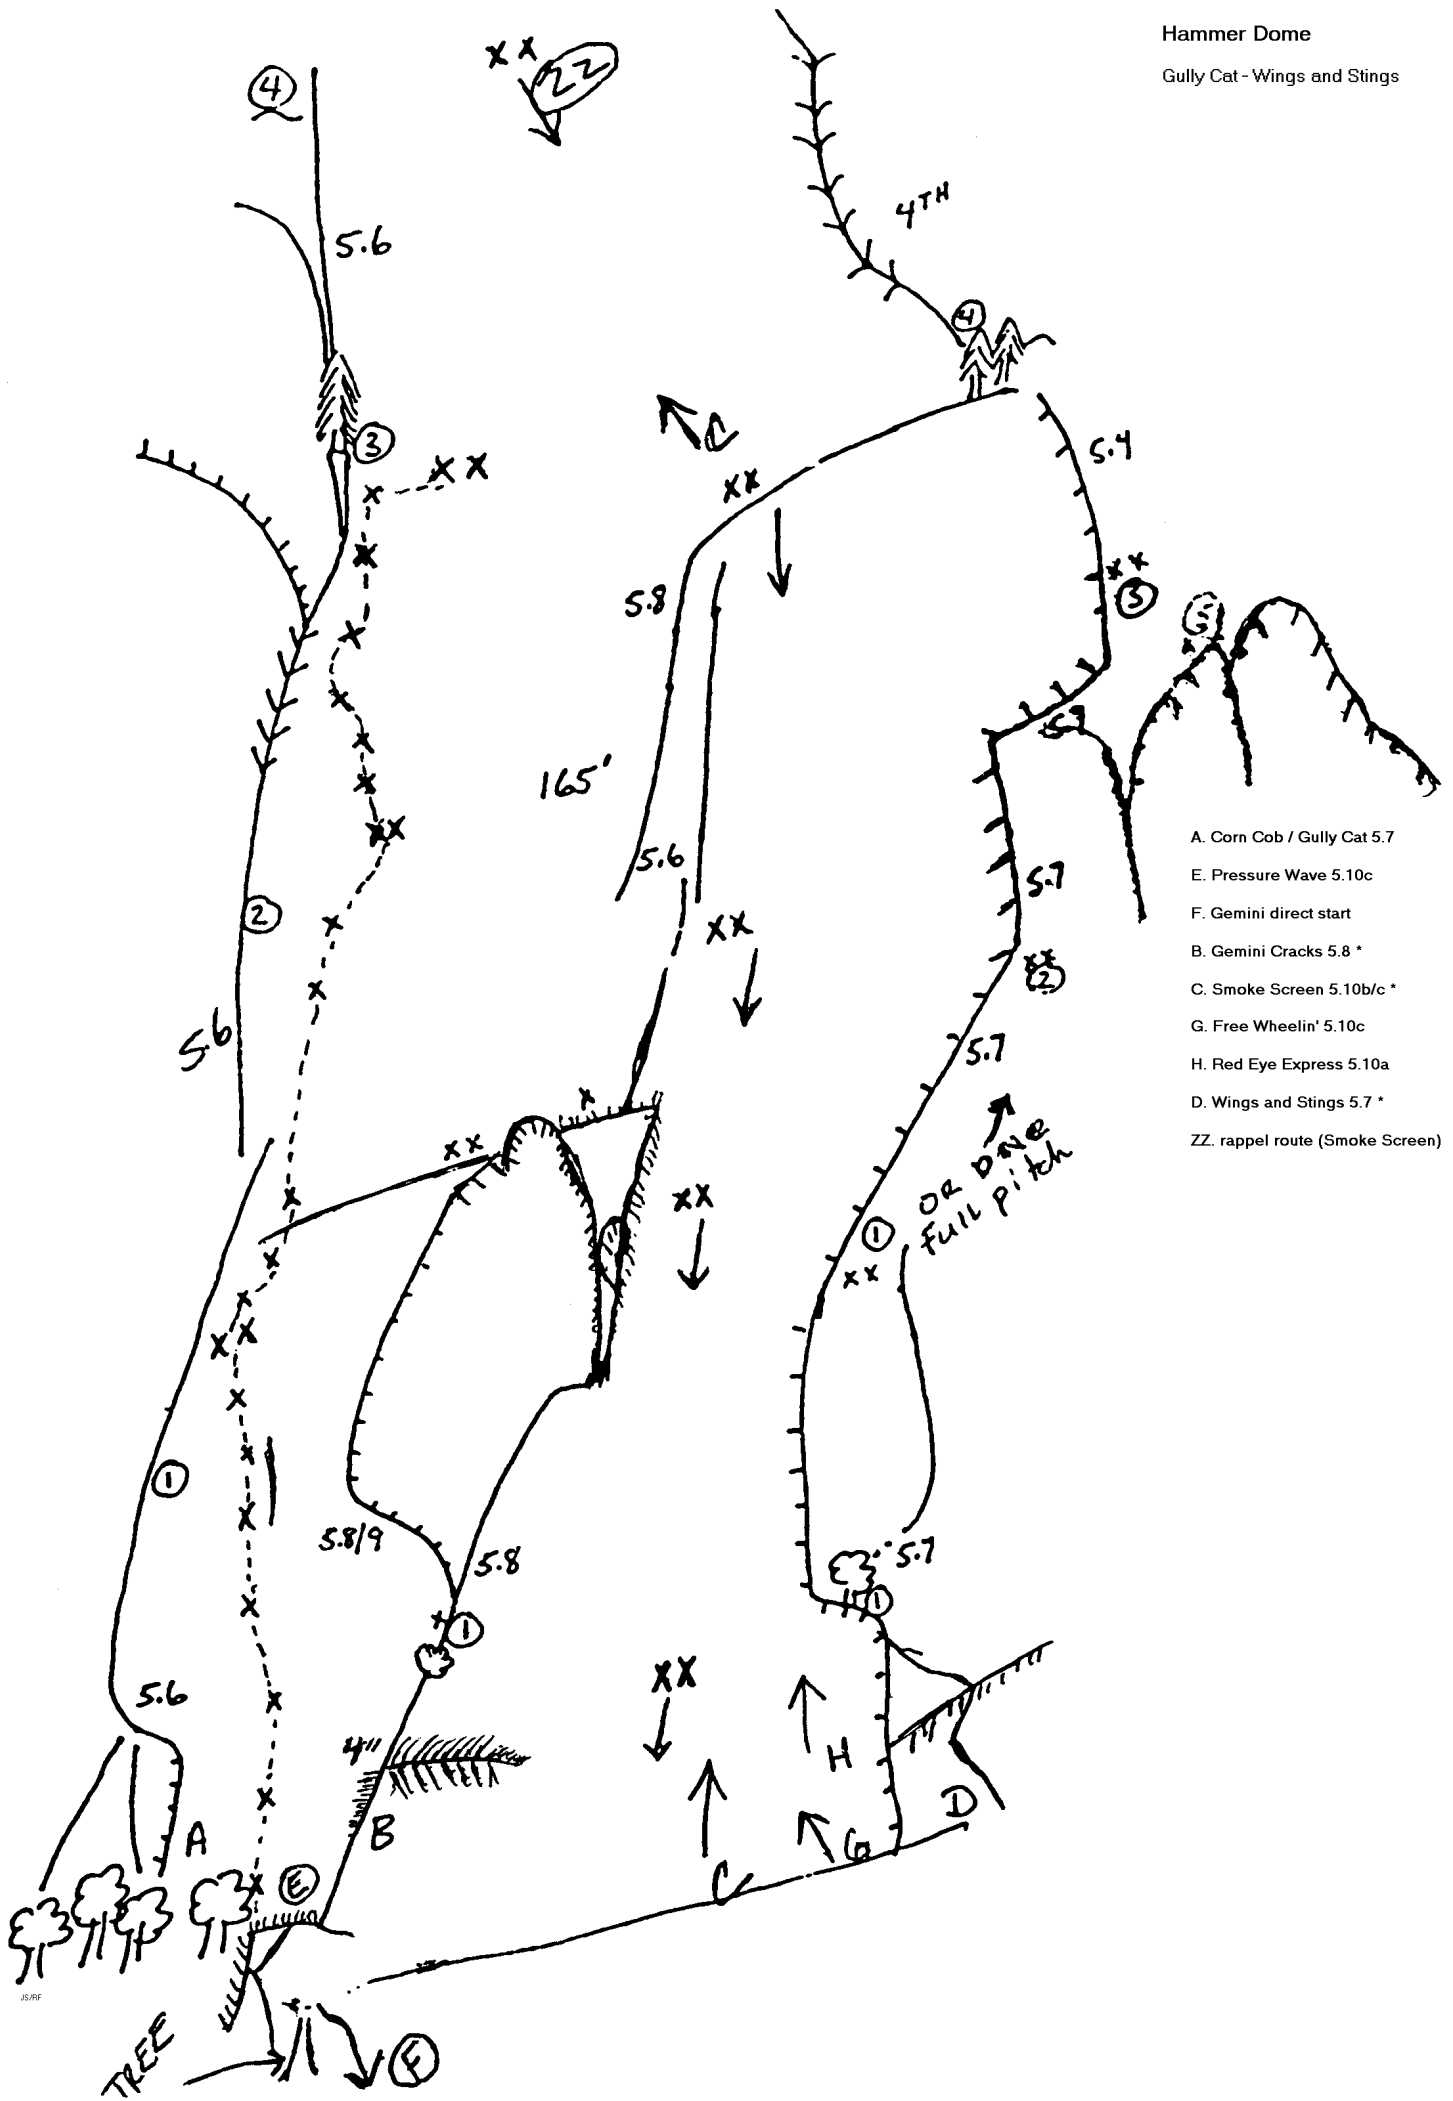 Hammer Dome
Gully Cat - Wings and Stings
x x
ZZ
4
5.6
4TH
4
3
x x
C
xx
5.4
5.8
x x
3
5.7
165'
5.6
A. Corn Cob / Gully Cat 5.7
E. Pressure Wave 5.10c
F. Gemini direct start
B. Gemini Cracks 5.8 *
C. Smoke Screen 5.10b/c *
G. Free Wheelin' 5.10c
H. Red Eye Express 5.10a
D. Wings and Stings 5.7 *
ZZ. rappel route (Smoke Screen)
5.7
2
xx
xx
2
5.6
5.7
x
xx
xx
OR ONE
full pitch
1
xx
1
5.8/9
5.8
5.7
1
x
1
5.6
xx
4"
H
A
B
D
G
C
E
JS/RF
TREE
F